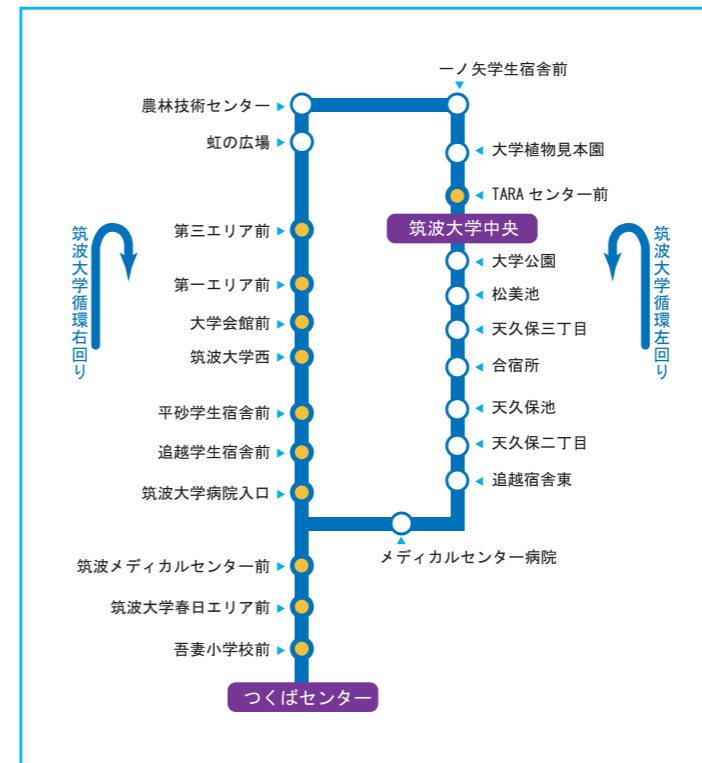 一ノ矢学生宿舎前
農林技術センター
虹の広場
大学植物見本園
TARA センター前
筑波大学中央
第三エリア前
大学公園
第一エリア前
松美池
大学会館前
天久保三丁目
筑波大学西
合宿所
平砂学生宿舎前
天久保池
追越学生宿舎前
天久保二丁目
筑波大学病院入口
追越宿舎東
メディカルセンター病院
筑波メディカルセンター前
筑波大学春日エリア前
吾妻小学校前
つくばセンター
筑波大学循環右回り
筑波大学循環左回り